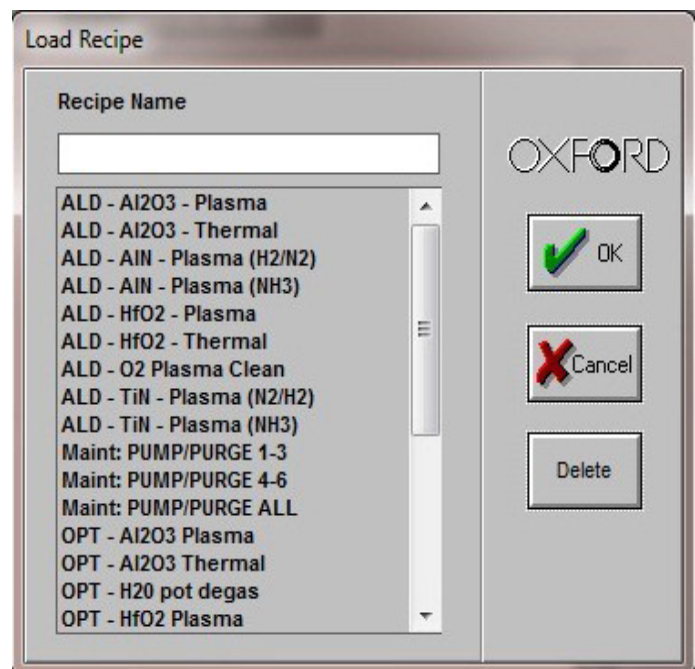 Load Recipe
Recipe Name
ALD - Al2O3 - Plasma
ALD - Al2O3 - Thermal
ALD - AlN - Plasma (H2/N2)
ALD - AlN - Plasma (NH3)
ALD - HfO2 - Plasma
ALD - HfO2 - Thermal
ALD - O2 Plasma Clean
ALD - TiN - Plasma (N2/H2)
ALD - TiN - Plasma (NH3)
Maint: PUMP/PURGE 1-3
Maint: PUMP/PURGE 4-6
Maint: PUMP/PURGE ALL
OPT - Al2O3 Plasma
OPT - Al2O3 Thermal
OPT - H20 pot degas
OPT - HfO2 Plasma
OXFORD
OK
Cancel
Delete